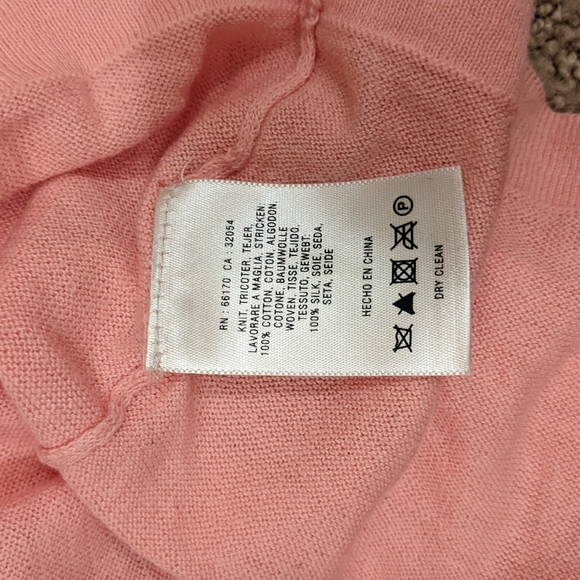 RN : 66170 CA : 32054
KNIT, TRICOTER, TEJER,
LAVORARE A MAGLIA, STRICKEN:
100% COTTON, COTON, ALGODON,
COTONE, BAUMWOLLE
WOVEN, TISSE, TEJIDO,
TESSUTO, GEWEBT:
100% SILK, SOIE, SEDA,
SETA, SEIDE
HECHO EN CHINA
P
DRY CLEAN